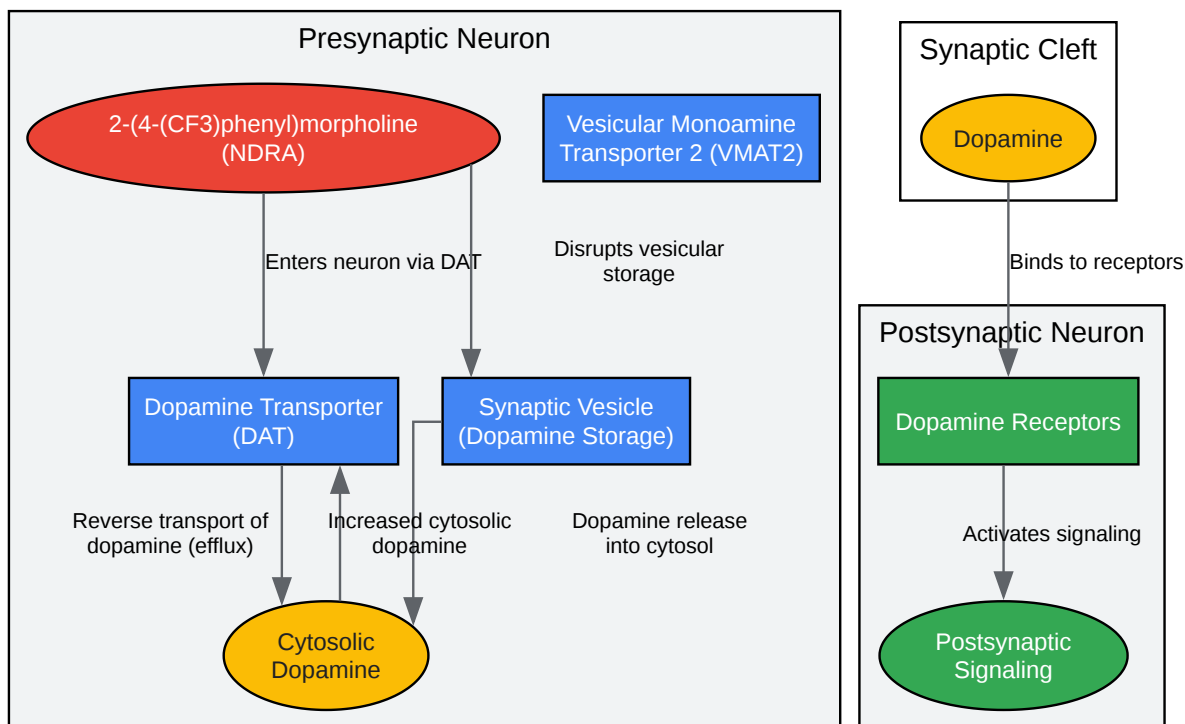 Presynaptic Neuron
2-(4-(CF3)phenyl)morpholine
(NDRA)
Vesicular Monoamine
Transporter 2 (VMAT2)
Enters neuron via DAT
Disrupts vesicular
storage
Dopamine Transporter
(DAT)
Synaptic Vesicle
(Dopamine Storage)
Reverse transport of
dopamine (efflux)
Increased cytosolic
dopamine
Dopamine release
into cytosol
Cytosolic
Dopamine
Synaptic Cleft
Dopamine
Binds to receptors
Postsynaptic Neuron
Dopamine Receptors
Activates signaling
Postsynaptic
Signaling